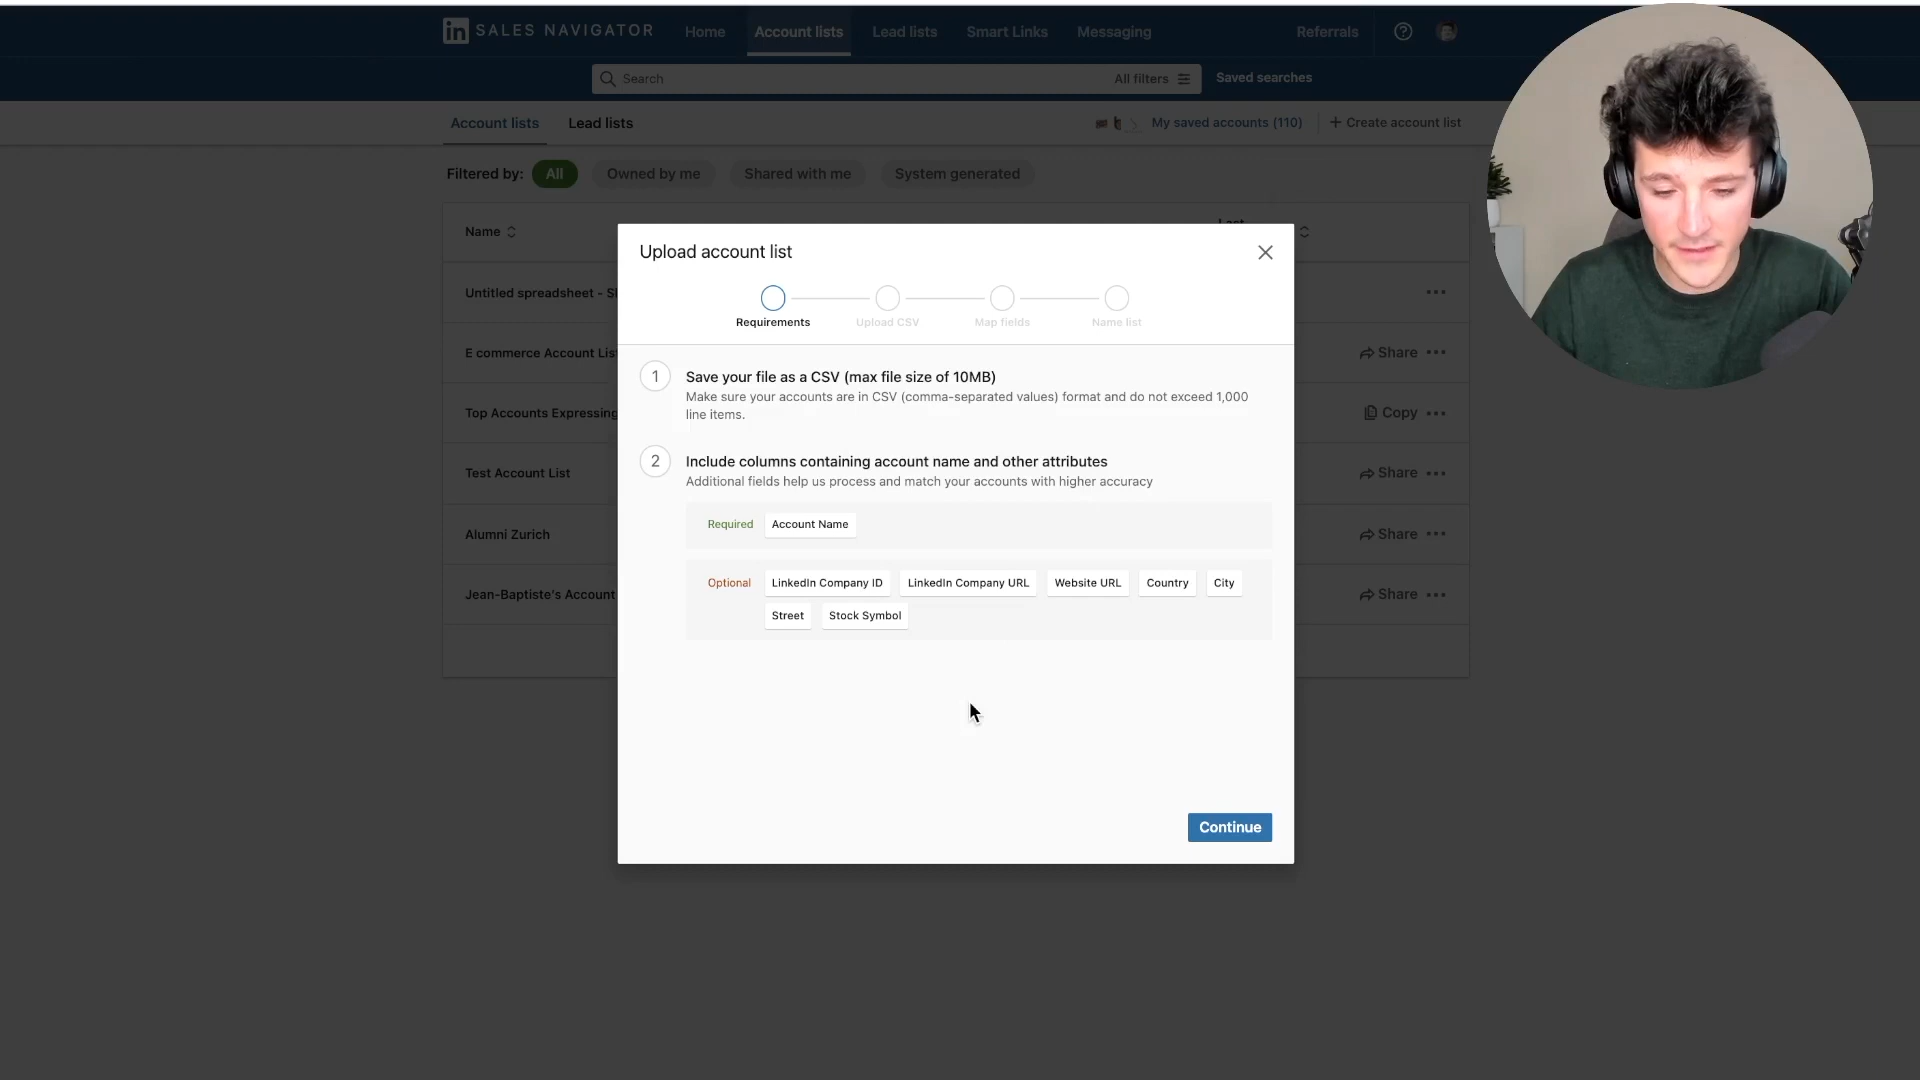 in SALES NAVIGATOR Home Account lists Lead lists Smart Links Messaging Referrals
Search All filters Saved searches
Account lists Lead lists My saved accounts (110) + Create account list
Filtered by: All Owned by me Shared with me System generated
Name
Last
Untitled spreadsheet - S
E commerce Account Lis
Share
Top Accounts Expressing
Copy
Test Account List
Share
Alumni Zurich
Share
Jean-Baptiste's Account
Share
Upload account list
Requirements Upload CSV Map fields Name list
1 Save your file as a CSV (max file size of 10MB)
Make sure your accounts are in CSV (comma-separated values) format and do not exceed 1,000
line items.
2 Include columns containing account name and other attributes
Additional fields help us process and match your accounts with higher accuracy
Required Account Name
Optional LinkedIn Company ID LinkedIn Company URL Website URL Country City
Street Stock Symbol
Continue